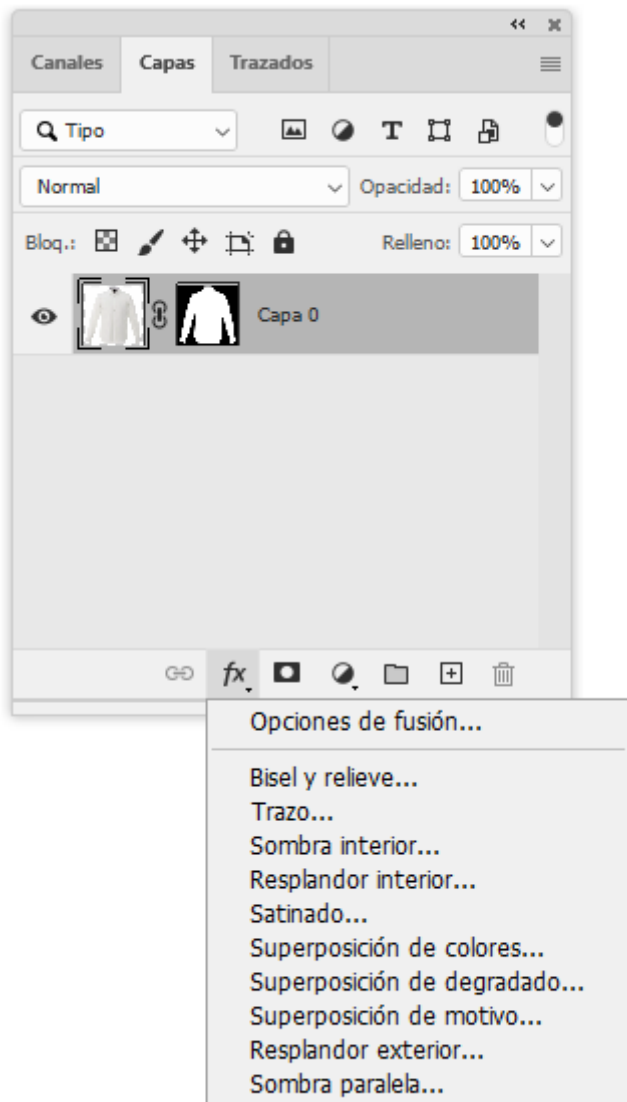 Canales Capas Trazados
Tipo
Normal Opacidad: 100%
Bloq.: Relleno: 100%
Capa 0
fx
Opciones de fusión...
Bisel y relieve...
Trazo...
Sombra interior...
Resplandor interior...
Satinado...
Superposición de colores...
Superposición de degradado...
Superposición de motivo...
Resplandor exterior...
Sombra paralela...